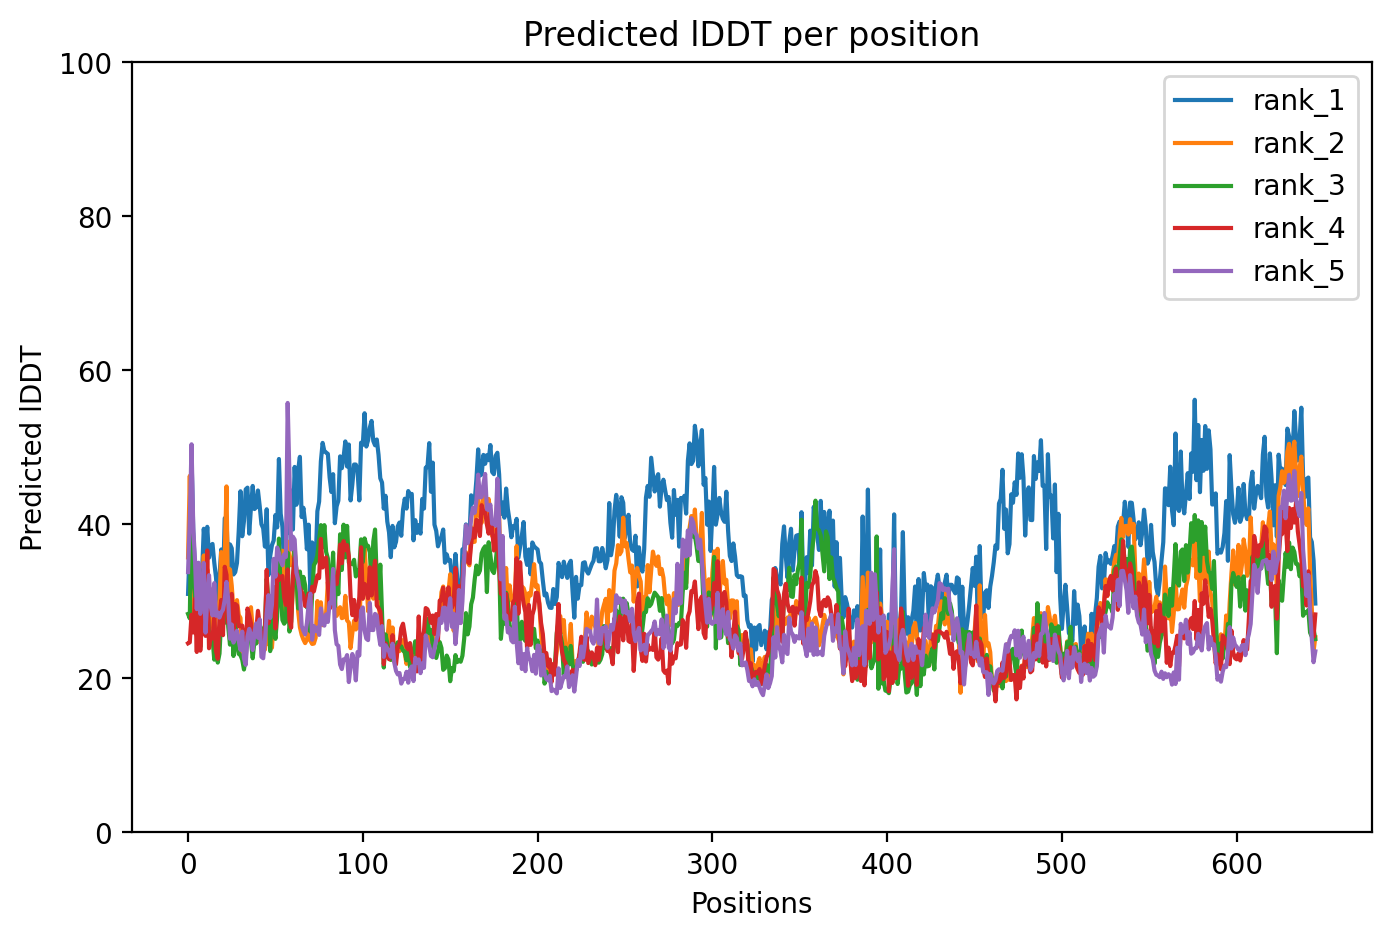 Predicted lDDT per position
Predicted lDDT
100
80
60
40
20
0
rank_1
rank_2
rank_3
rank_4
rank_5
0 100 200 300 400 500 600
Positions